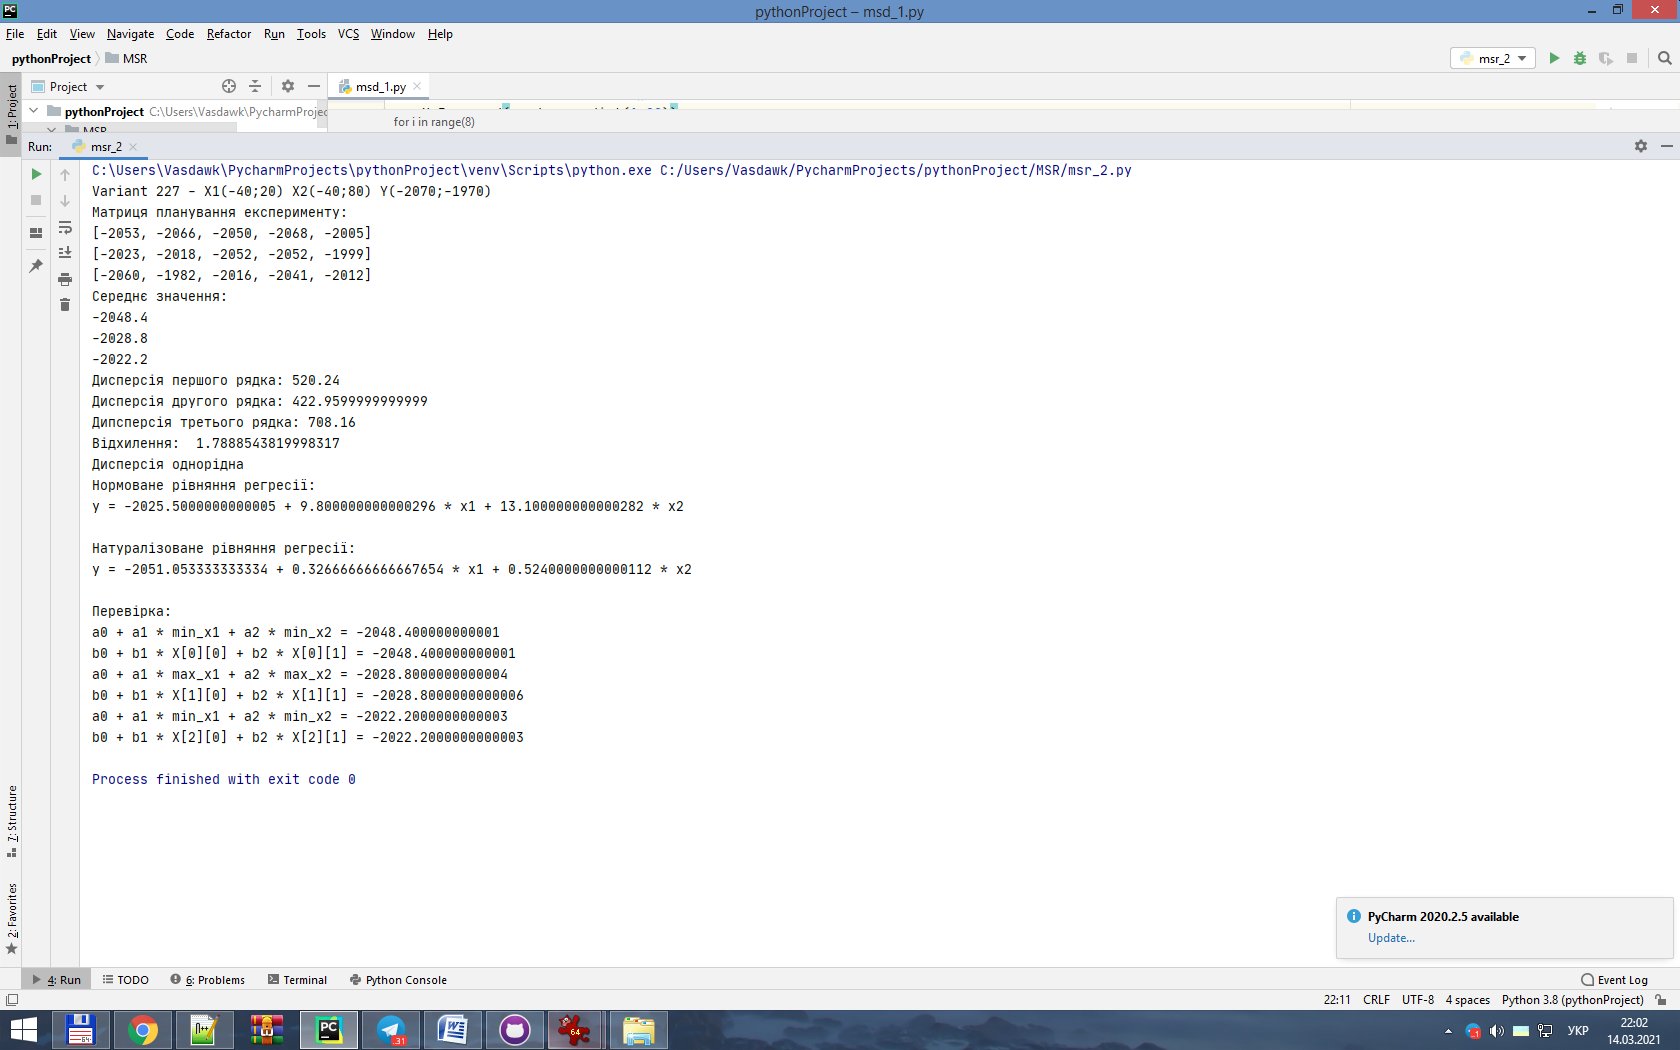 pythonProject – msd_1.py
File Edit View Navigate Code Refactor Run Tools VCS Window Help
pythonProject MSR
msr_2
1: Project
Project
msd_1.py
pythonProject C:\Users\Vasdawk\PycharmProjec
MSR
for i in range(8)
Run: msr_2
C:\Users\Vasdawk\PycharmProjects\pythonProject\venv\Scripts\python.exe C:/Users/Vasdawk/PycharmProjects/pythonProject/MSR/msr_2.py
Variant 227 - X1(-40;20) X2(-40;80) Y(-2070;-1970)
Матриця планування експерименту:
[-2053, -2066, -2050, -2068, -2005]
[-2023, -2018, -2052, -2052, -1999]
[-2060, -1982, -2016, -2041, -2012]
Середнє значення:
-2048.4
-2028.8
-2022.2
Дисперсія першого рядка: 520.24
Дисперсія другого рядка: 422.9599999999999
Дипсперсія третього рядка: 708.16
Відхилення:  1.7888543819998317
Дисперсія однорідна
Нормоване рівняння регресії:
y = -2025.5000000000005 + 9.800000000000296 * x1 + 13.100000000000282 * x2
Натуралізоване рівняння регресії:
y = -2051.053333333334 + 0.32666666666667654 * x1 + 0.5240000000000112 * x2
Перевірка:
a0 + a1 * min_x1 + a2 * min_x2 = -2048.400000000001
b0 + b1 * X[0][0] + b2 * X[0][1] = -2048.400000000001
a0 + a1 * max_x1 + a2 * max_x2 = -2028.8000000000004
b0 + b1 * X[1][0] + b2 * X[1][1] = -2028.8000000000006
a0 + a1 * min_x1 + a2 * min_x2 = -2022.2000000000003
b0 + b1 * X[2][0] + b2 * X[2][1] = -2022.2000000000003
Process finished with exit code 0
7: Structure
2: Favorites
PyCharm 2020.2.5 available
Update...
4: Run TODO 6: Problems Terminal Python Console Event Log
22:11 CRLF UTF-8 4 spaces Python 3.8 (pythonProject)
УКР
22:02
14.03.2021